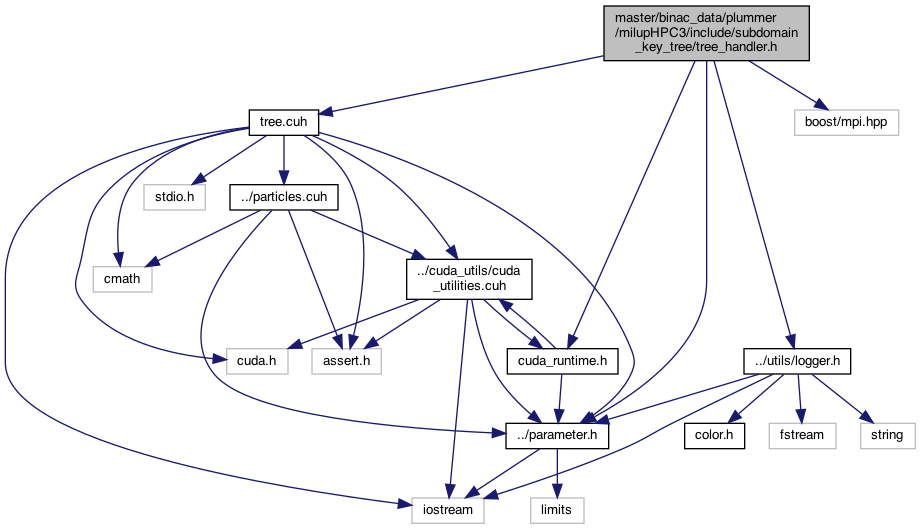 master/binac_data/plummer
/milupHPC3/include/subdomain
_key_tree/tree_handler.h
tree.cuh
boost/mpi.hpp
stdio.h
../particles.cuh
cmath
../cuda_utils/cuda
_utilities.cuh
cuda.h
assert.h
cuda_runtime.h
../utils/logger.h
../parameter.h
color.h
fstream
string
iostream
limits